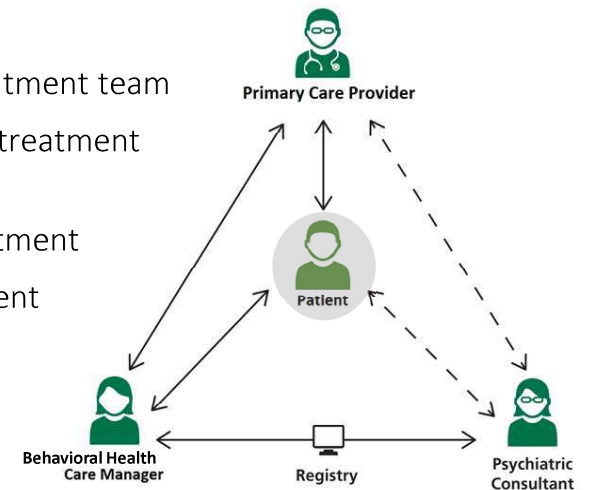 tment team
treatment
tment
ent
Primary Care Provider
Patient
Behavioral Health
Care Manager
Registry
Psychiatric
Consultant